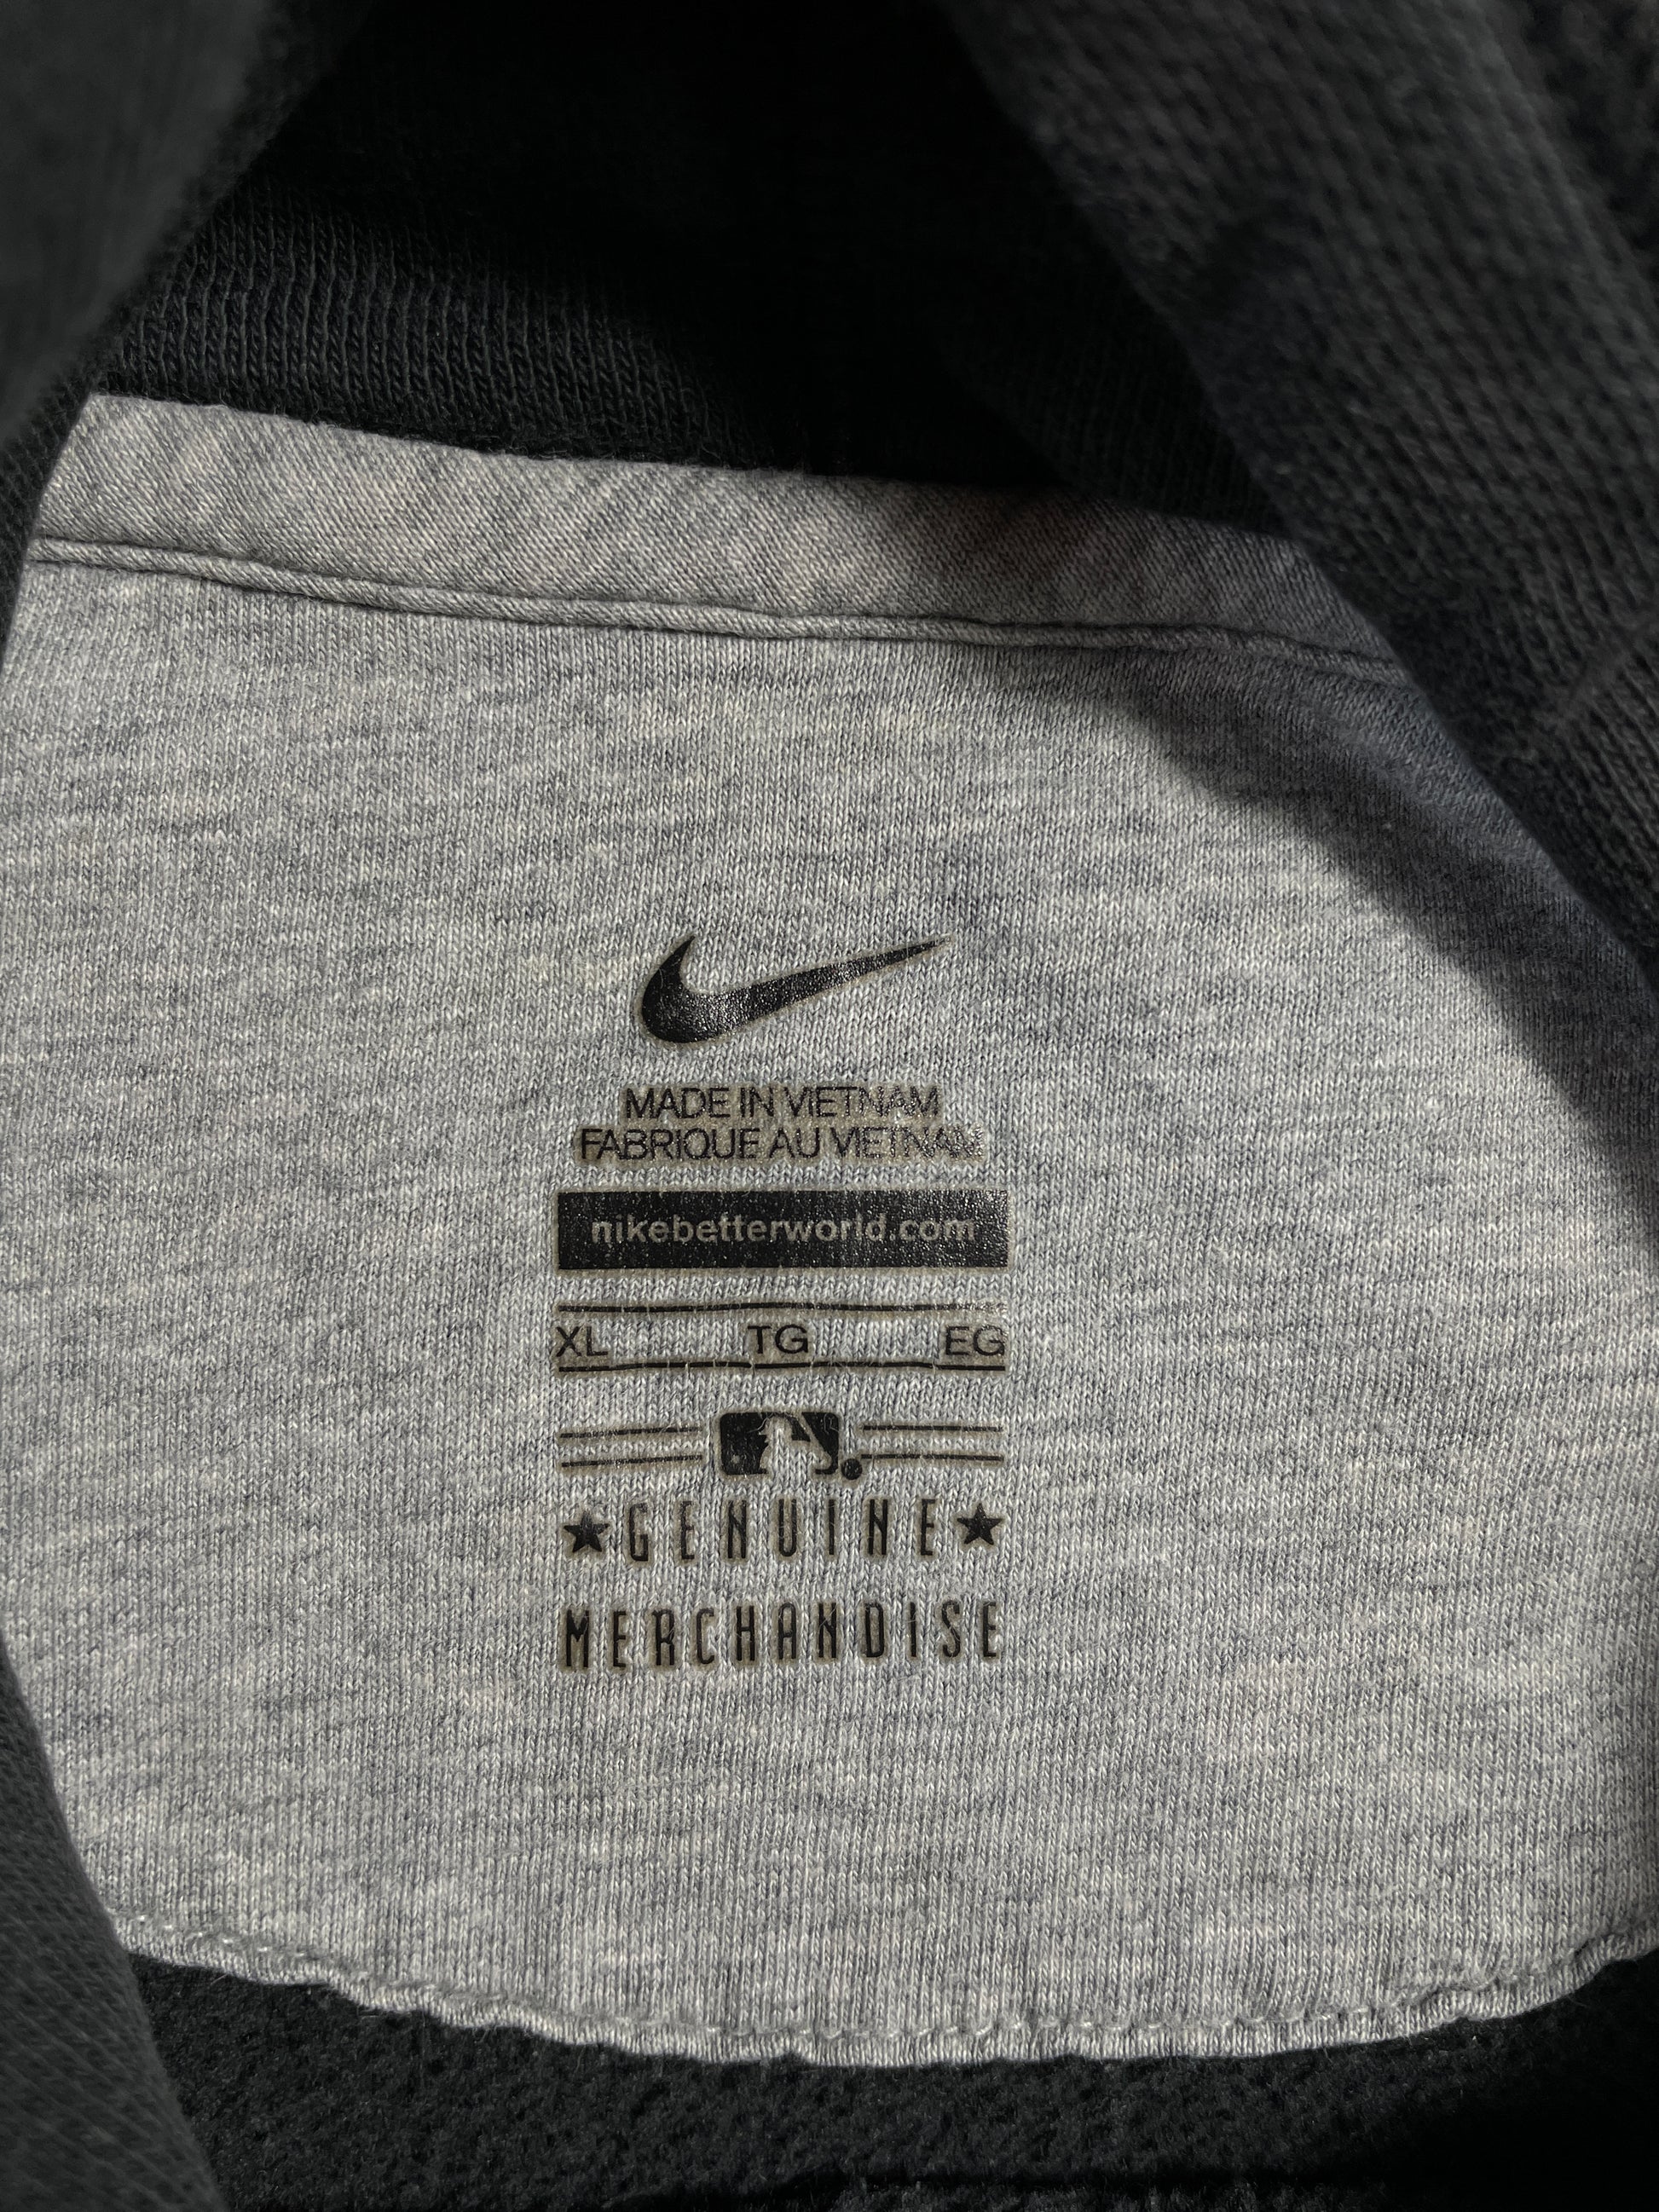 MADE IN VIETNAM
FABRIQUE AU VIETNAM
nikebetterworld.com
XL TG EG
GENUINE
MERCHANDISE